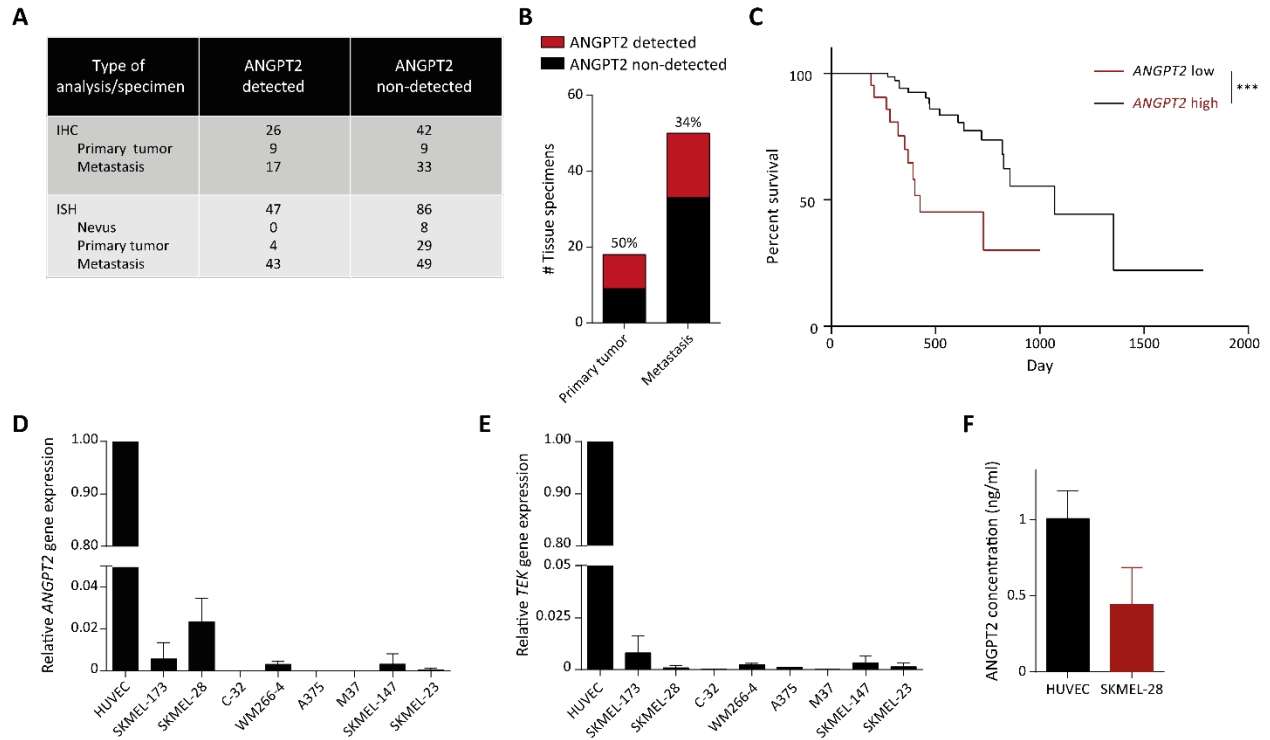 A
Type of analysis/specimen
ANGPT2 detected
ANGPT2 non-detected
IHC 26 42
Primary tumor 9 9
Metastasis 17 33
ISH 47 86
Nevus 0 8
Primary tumor 4 29
Metastasis 43 49
B
ANGPT2 detected
ANGPT2 non-detected
# Tissue specimens
60
40
20
0
50%
34%
Primary tumor
Metastasis
C
Percent survival
100
50
0
0 500 1000 1500 2000
Day
ANGPT2 low
ANGPT2 high
***
D
Relative ANGPT2 gene expression
1.00
0.90
0.80
0.04
0.02
0
HUVEC
SKMEL-173
SKMEL-28
C-32
WM266-4
A375
M37
SKMEL-147
SKMEL-23
E
Relative TEK gene expression
1.00
0.90
0.80
0.05
0.025
0
HUVEC
SKMEL-173
SKMEL-28
C-32
WM266-4
A375
M37
SKMEL-147
SKMEL-23
F
ANGPT2 concentration (ng/ml)
1
0.5
0
HUVEC
SKMEL-28